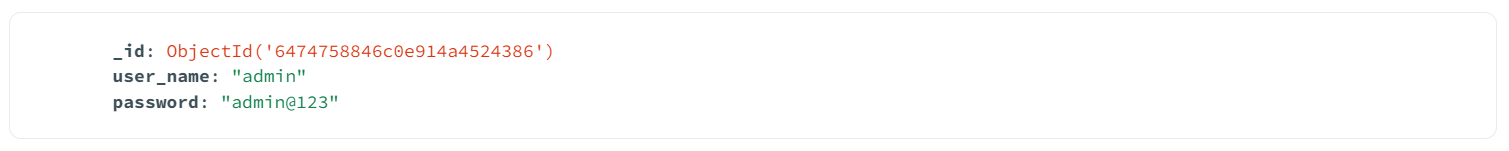 _id: ObjectId('6474758846c0e914a4524386')
user_name: "admin"
password: "admin@123"